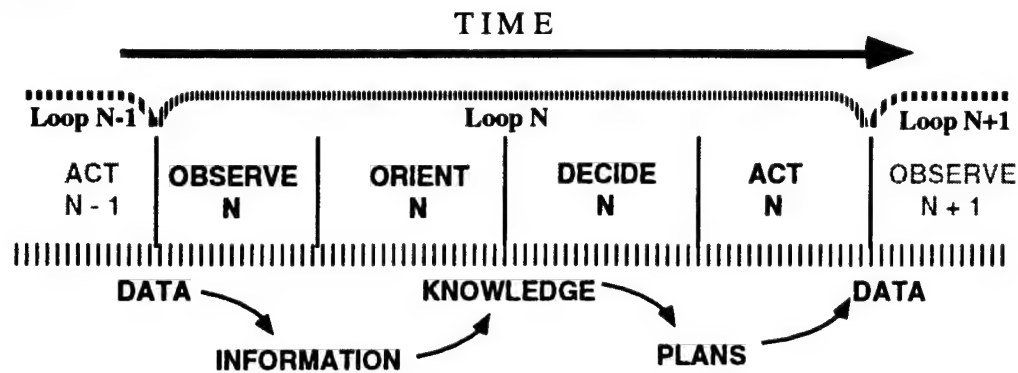 TIME
Loop N-1 Loop N Loop N+1
ACT OBSERVE ORIENT DECIDE ACT OBSERVE
N - 1 N N N N N + 1
DATA KNOWLEDGE DATA
INFORMATION PLANS